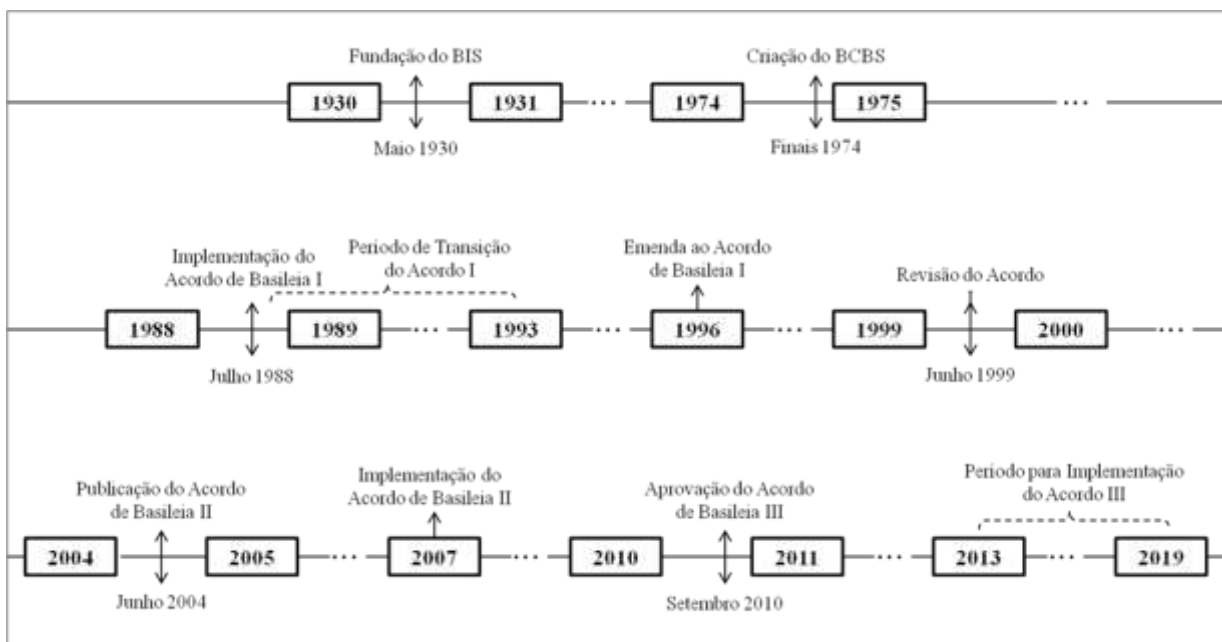 Fundação do BIS
Criação do BCBS
1930
1931
...
1974
1975
...
Maio 1930
Finais 1974
Implementação do
Acordo de Basileia I
Periodo de Transição
do Acordo I
Emenda ao Acordo
de Basileia I
Revisão do Acordo
I
1988
1989
...
1993
...
1996
...
1999
2000
...
Julho 1988
Junho 1999
Publicação do Acordo
de Basileia II
Implementação do
Acordo de Basileia II
Aprovação do Acordo
de Basileia III
Periodo para Implementação
do Acordo III
2004
2005
...
2007
...
2010
2011
...
2013
...
2019
Junho 2004
Setembro 2010